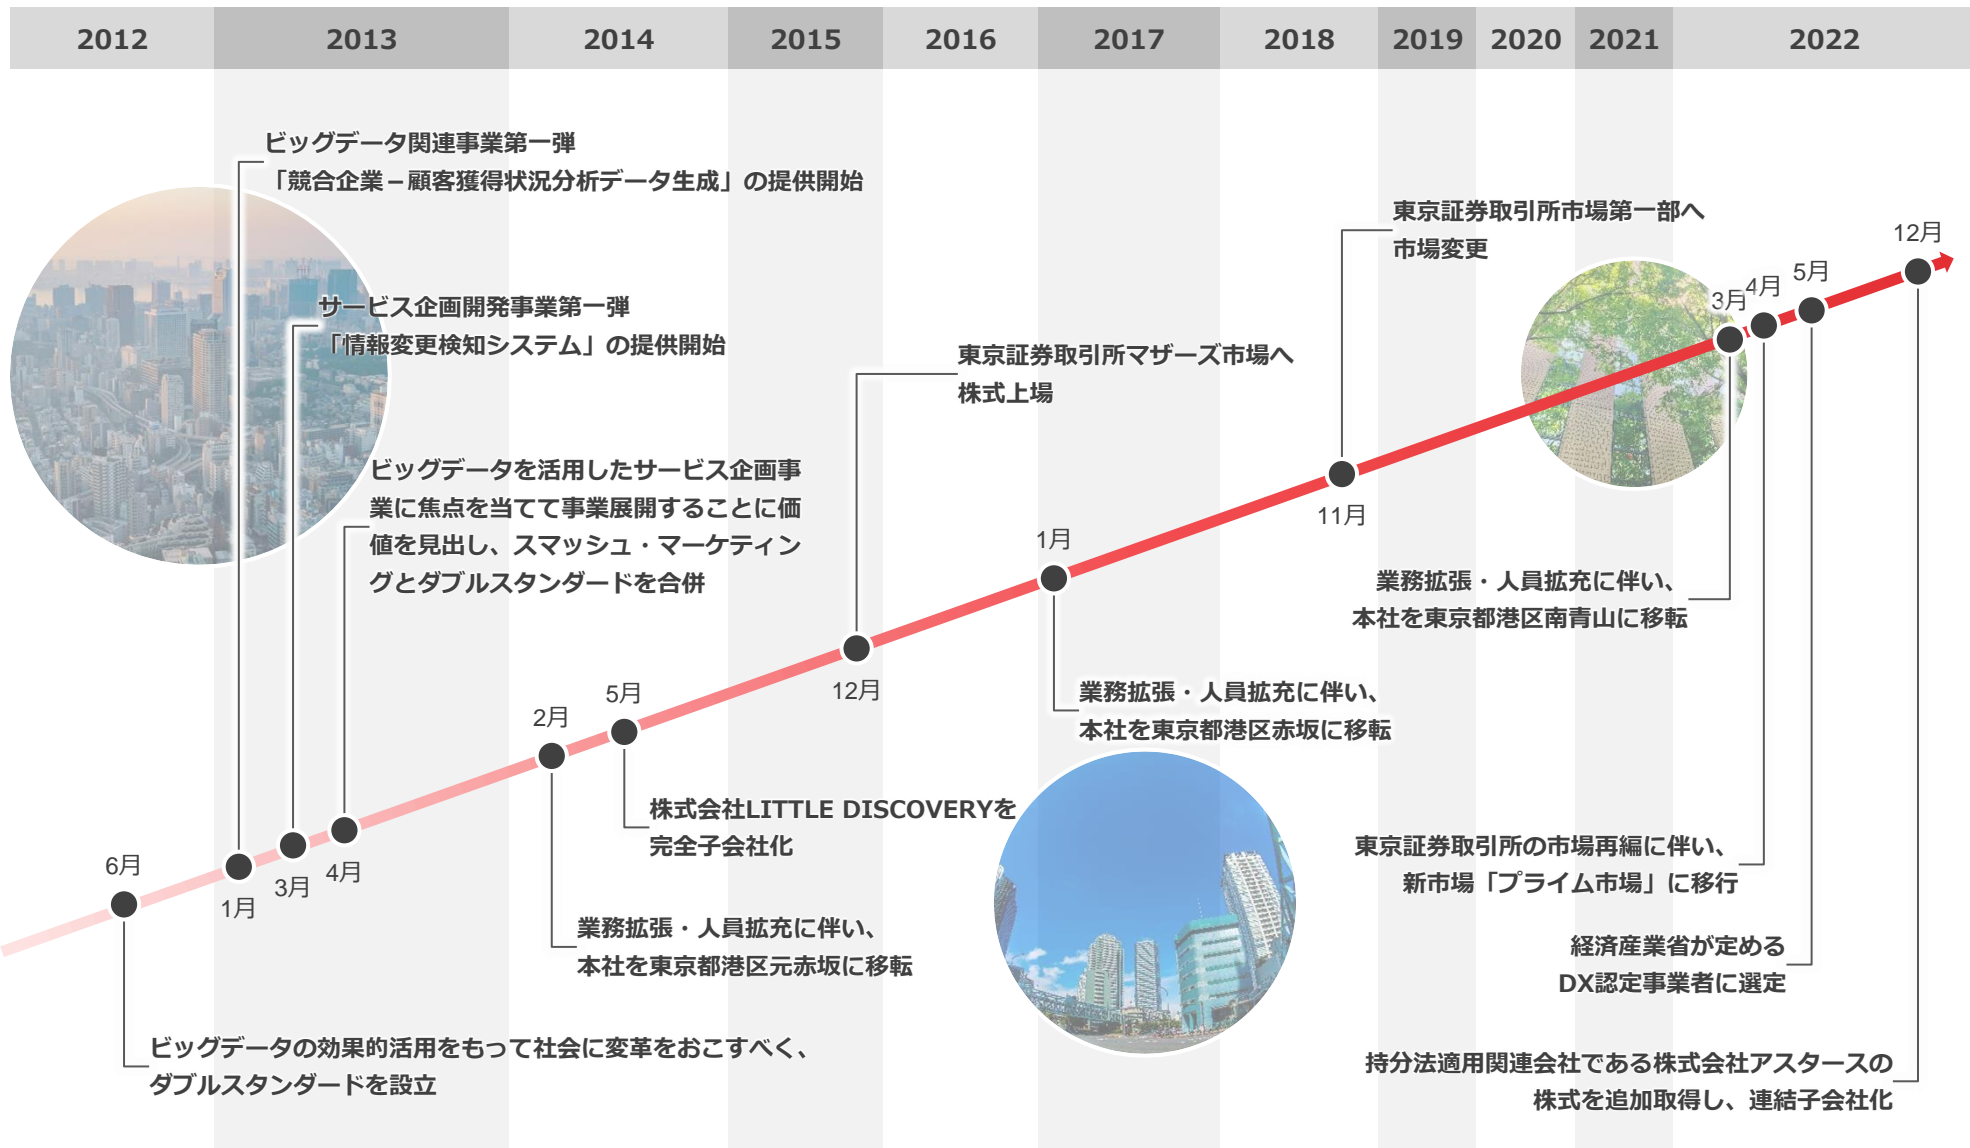 2012 2013 2014 2015 2016 2017 2018 2019 2020 2021 2022
ビッグデータ関連事業第一弾
「競合企業－顧客獲得状況分析データ生成」の提供開始
サービス企画開発事業第一弾
「情報変更検知システム」の提供開始
ビッグデータを活用したサービス企画事
業に焦点を当てて事業展開することに価
値を見出し、スマッシュ・マーケティン
グとダブルスタンダードを合併
東京証券取引所マザーズ市場へ
株式上場
東京証券取引所市場第一部へ
市場変更
12月
5月
4月
3月
11月
1月
12月
5月
2月
6月
4月
3月
1月
業務拡張・人員拡充に伴い、
本社を東京都港区南青山に移転
業務拡張・人員拡充に伴い、
本社を東京都港区赤坂に移転
株式会社LITTLE DISCOVERYを
完全子会社化
業務拡張・人員拡充に伴い、
本社を東京都港区元赤坂に移転
東京証券取引所の市場再編に伴い、
新市場「プライム市場」に移行
経済産業省が定める
DX認定事業者に選定
ビッグデータの効果的活用をもって社会に変革をおこすべく、
ダブルスタンダードを設立
持分法適用関連会社である株式会社アスタースの
株式を追加取得し、連結子会社化